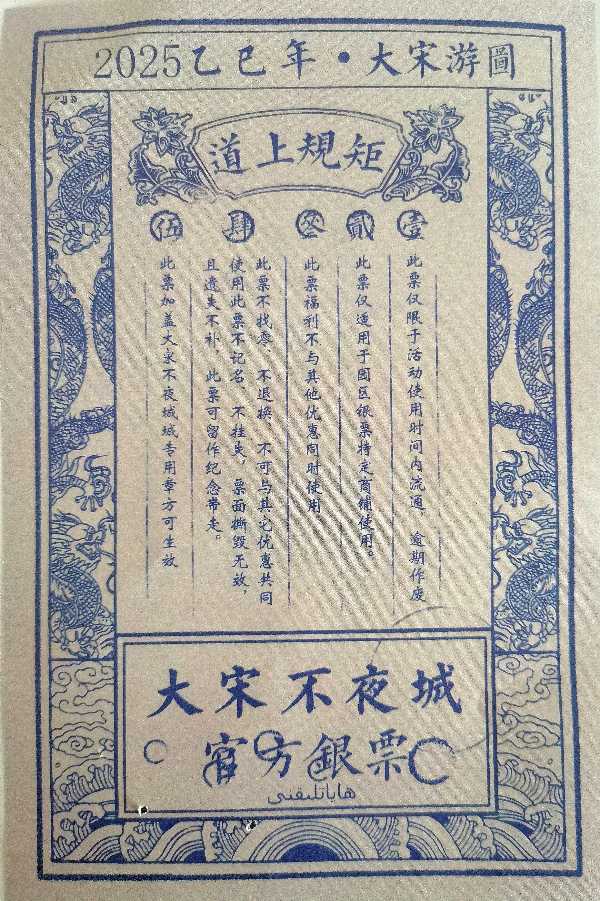 2025乙巳年·大宋游圖
道上規矩
壹
此票仅限于活动使用时间内流通，逾期作废
貳
此票仅适用于园区银票特定商铺使用。
叁
此票福利不与其他优惠同时使用
肆
此票不找零、不退换、不可与其它优惠共同
使用此票不记名、不挂失，票面撕毁无效，
且遗失不补，此票可留作纪念带走。
伍
此票加盖大宋不夜城城专用章方可生效
大宋不夜城
官方銀票